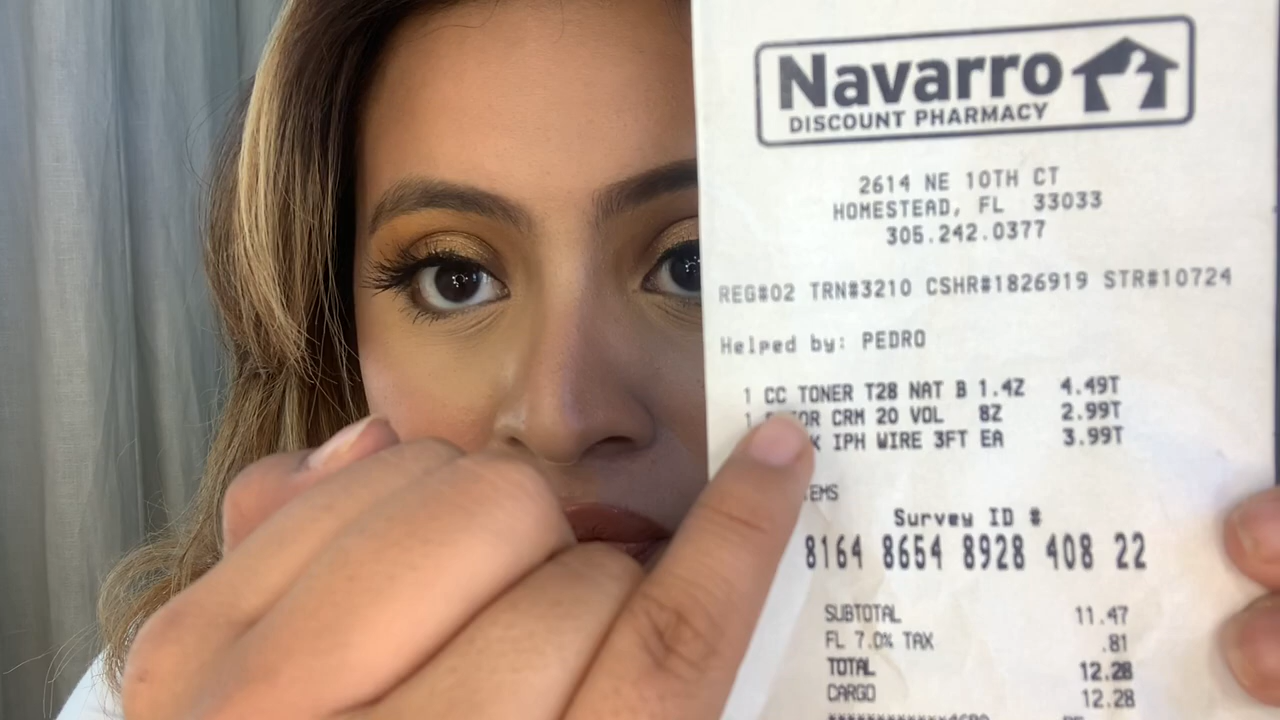 Navarro
DISCOUNT PHARMACY
2614 NE 10TH CT
HOMESTEAD, FL 33033
305.242.0377
REG#02 TRN#3210 CSHR#1826919 STR#10724
Helped by: PEDRO
1 CC TONER T28 NAT B 1.4Z 4.49T
1 CRM 20 VOL 8Z 2.99T
IPH WIRE 3FT EA 3.99T
Survey ID #
8164 8654 8928 408 22
SUBTOTAL 11.47
FL 7.0% TAX .81
TOTAL 12.28
CARGO 12.28